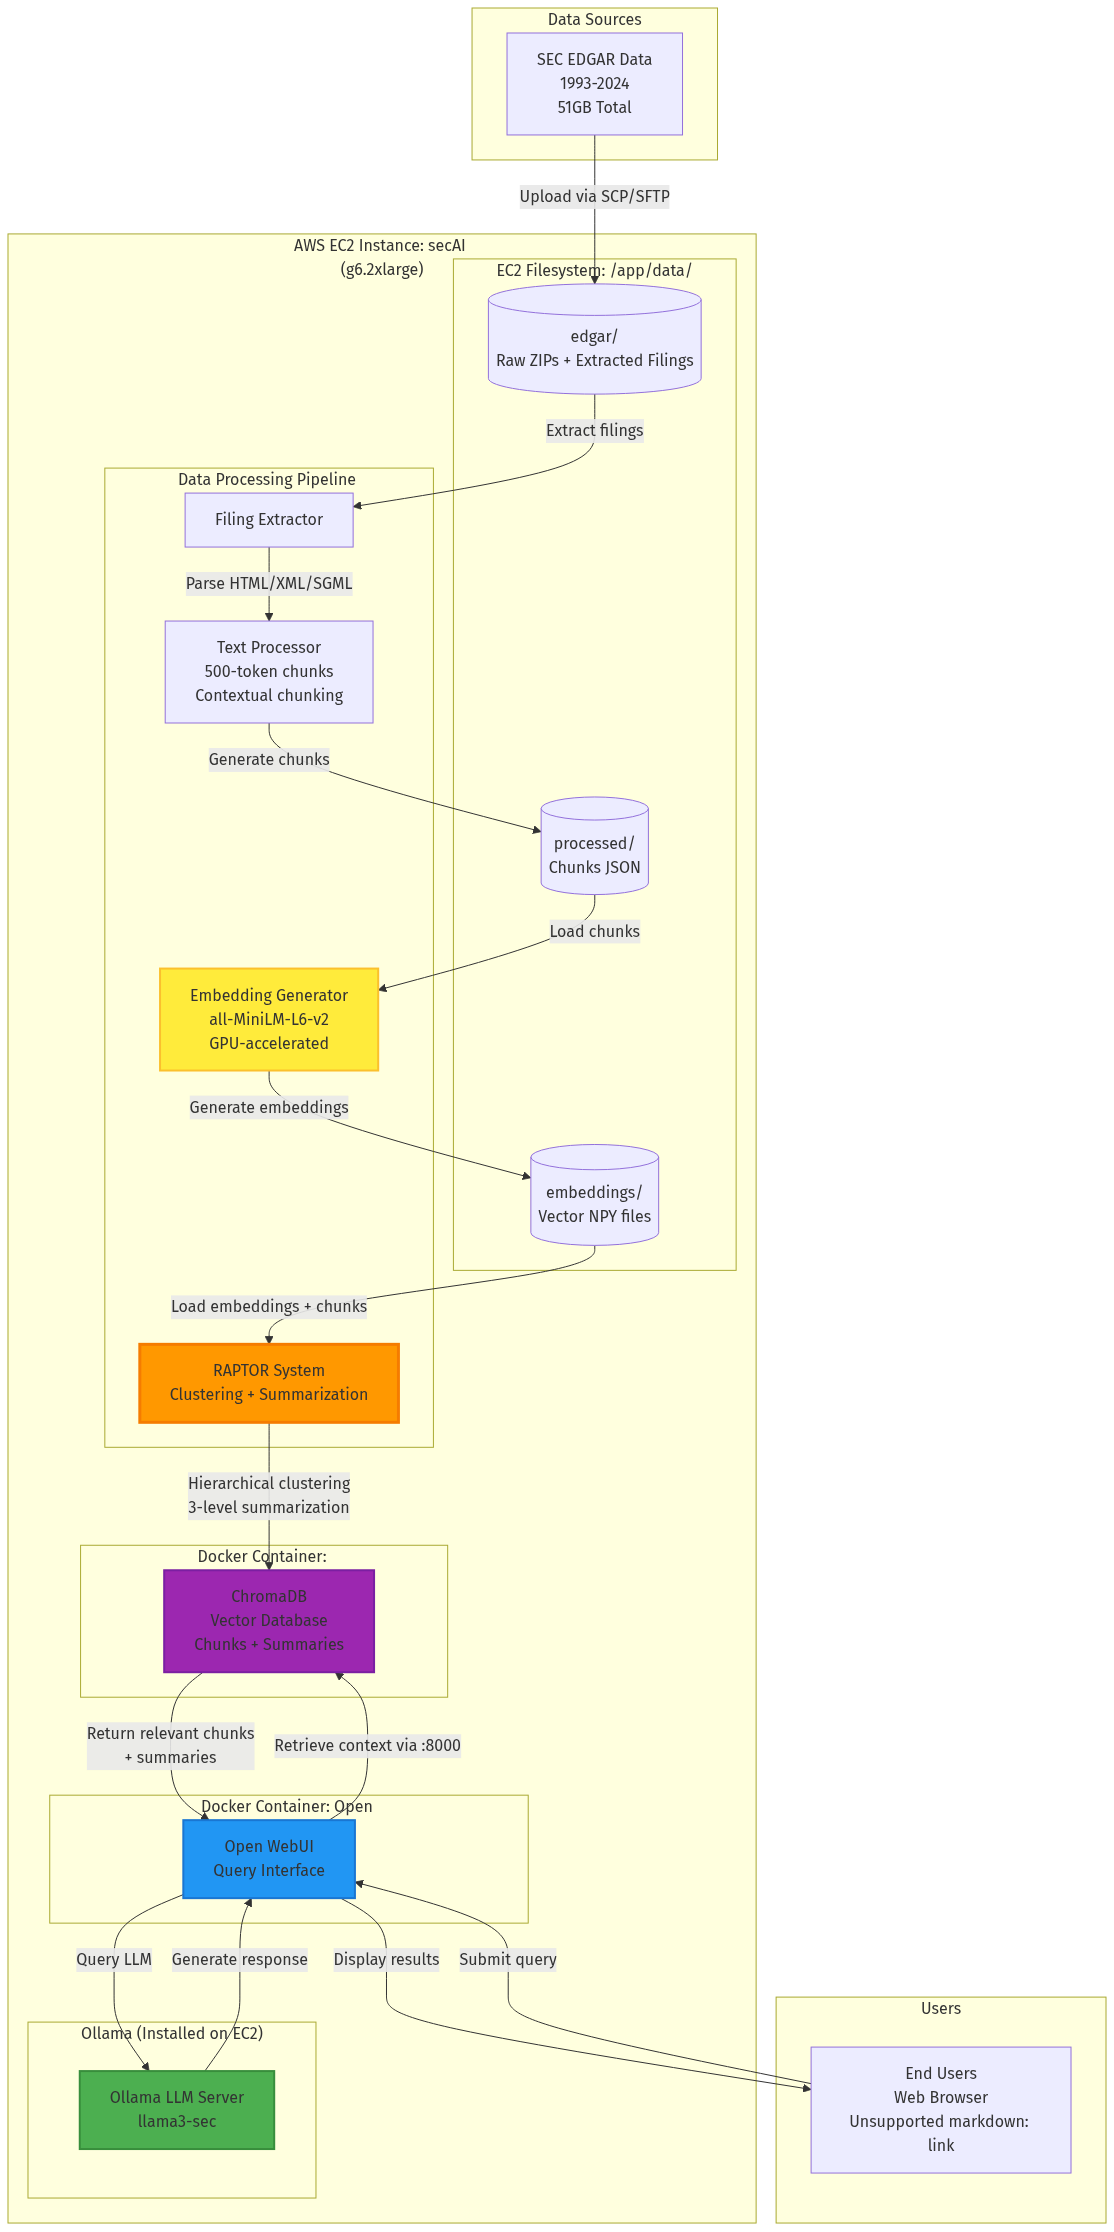 Data Sources
SEC EDGAR Data
1993-2024
51GB Total
Upload via SCP/SFTP
AWS EC2 Instance: secAI
(g6.2xlarge)
EC2 Filesystem: /app/data/
edgar/
Raw ZIPs + Extracted Filings
Extract filings
Data Processing Pipeline
Filing Extractor
Parse HTML/XML/SGML
Text Processor
500-token chunks
Contextual chunking
Generate chunks
processed/
Chunks JSON
Load chunks
Embedding Generator
all-MiniLM-L6-v2
GPU-accelerated
Generate embeddings
embeddings/
Vector NPY files
Load embeddings + chunks
RAPTOR System
Clustering + Summarization
Hierarchical clustering
3-level summarization
Docker Container:
ChromaDB
Vector Database
Chunks + Summaries
Return relevant chunks
+ summaries
Retrieve context via :8000
Docker Container: Open
Open WebUI
Query Interface
Query LLM
Generate response
Display results
Submit query
Ollama (Installed on EC2)
Ollama LLM Server
llama3-sec
Users
End Users
Web Browser
Unsupported markdown:
link